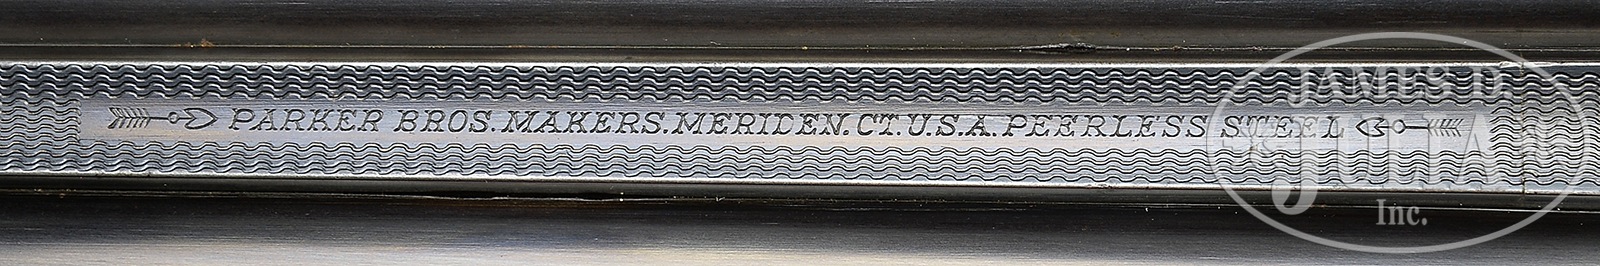 PARKER BROS. MAKERS. MERIDEN. CT. U.S.A. PEERLESS STEEL
JAMES D.
JULIA
Inc.